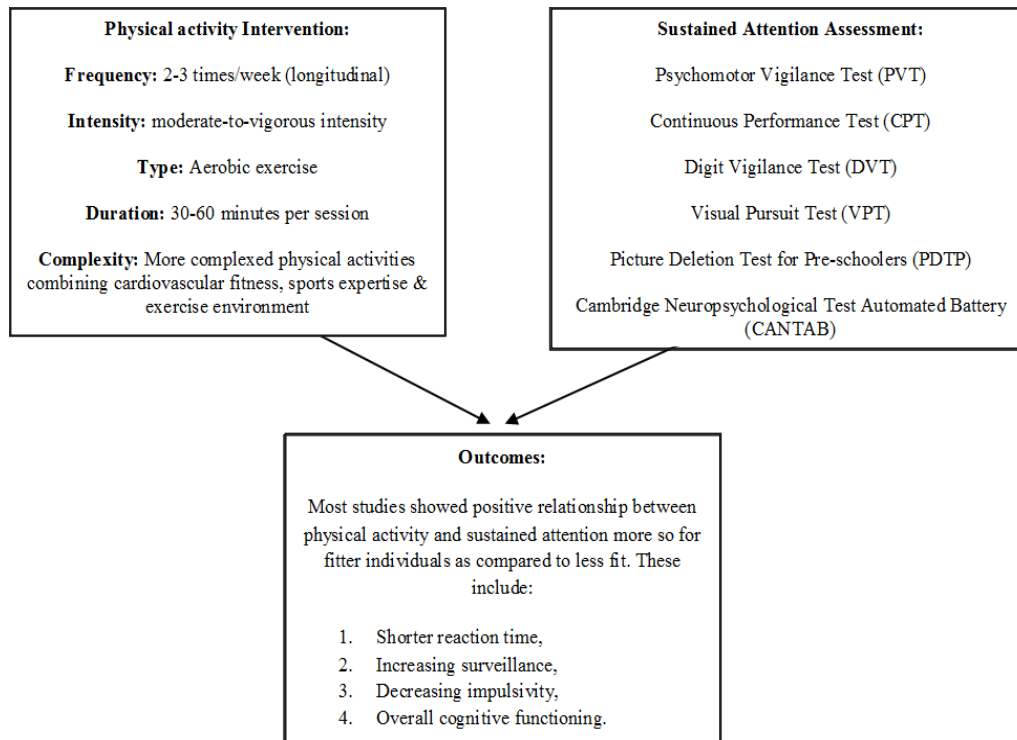 Physical activity Intervention:
Frequency: 2-3 times/week (longitudinal)
Intensity: moderate-to-vigorous intensity
Type: Aerobic exercise
Duration: 30-60 minutes per session
Complexity: More complexed physical activities
combining cardiovascular fitness, sports expertise &
exercise environment
Sustained Attention Assessment:
Psychomotor Vigilance Test (PVT)
Continuous Performance Test (CPT)
Digit Vigilance Test (DVT)
Visual Pursuit Test (VPT)
Picture Deletion Test for Pre-schoolers (PDTP)
Cambridge Neuropsychological Test Automated Battery
(CANTAB)
Outcomes:
Most studies showed positive relationship between
physical activity and sustained attention more so for
fitter individuals as compared to less fit. These
include:
1. Shorter reaction time,
2. Increasing surveillance,
3. Decreasing impulsivity,
4. Overall cognitive functioning.